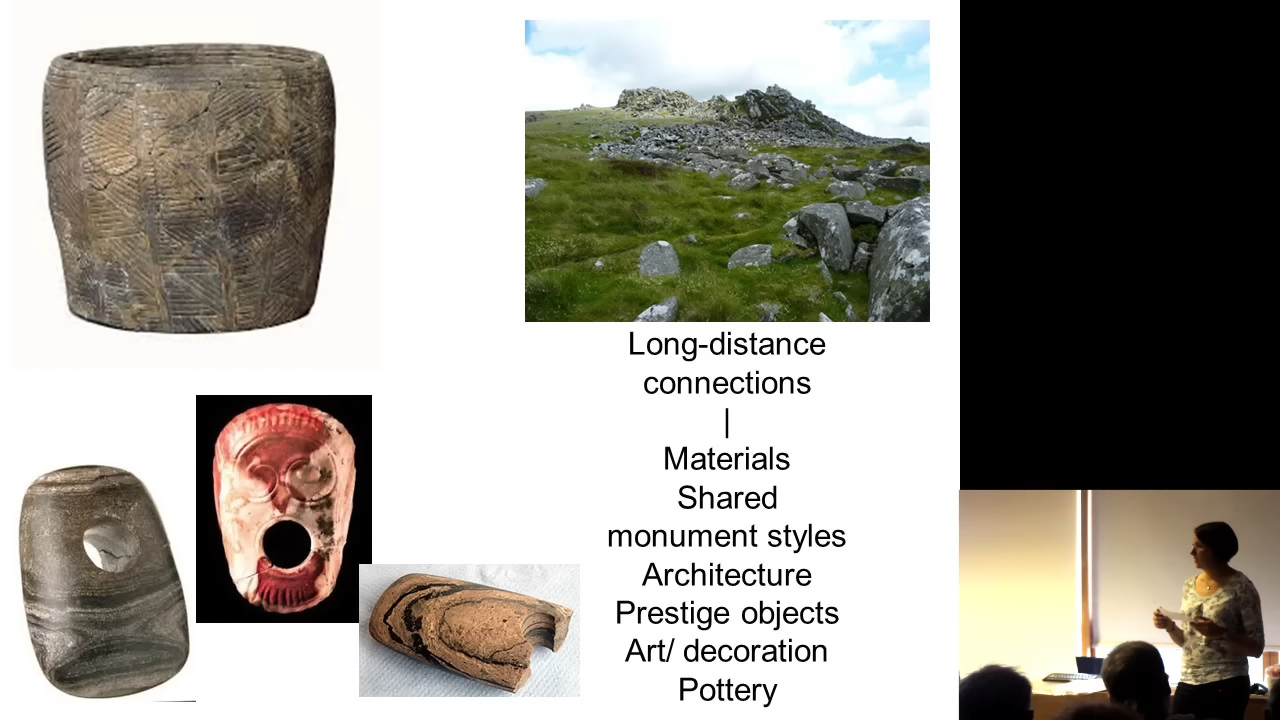 Long-distance
connections
|
Materials
Shared
monument styles
Architecture
Prestige objects
Art/ decoration
Pottery